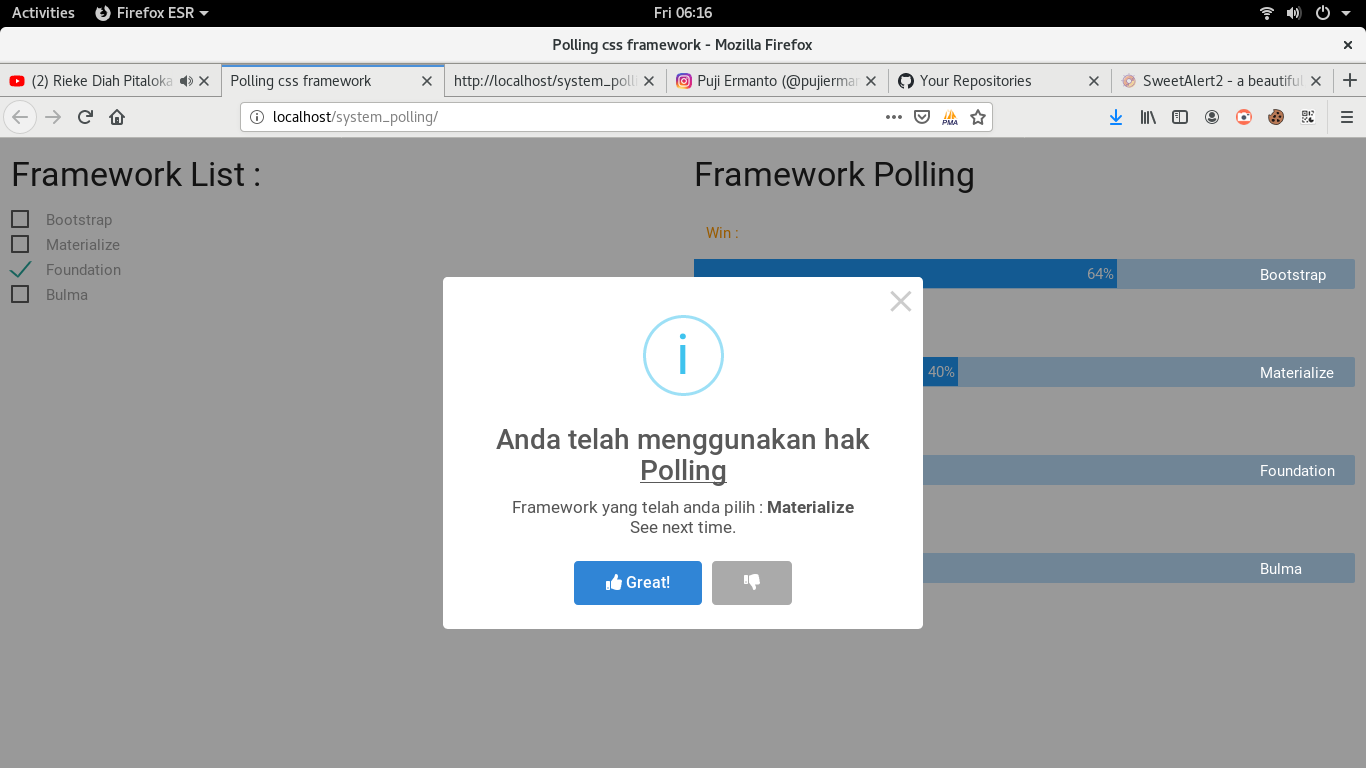 Activities
Firefox ESR
Fri 06:16
Polling css framework - Mozilla Firefox
(2) Rieke Diah Pitaloka
Polling css framework
http://localhost/system_poll
Puji Ermanto (@pujierma
Your Repositories
SweetAlert2 - a beautiful
localhost/system_polling/
PMA
Framework List :
Bootstrap
Materialize
Foundation
Bulma
Framework Polling
Win :
64%
Bootstrap
40%
Materialize
Foundation
Bulma
i
Anda telah menggunakan hak
Polling
Framework yang telah anda pilih : Materialize
See next time.
Great!